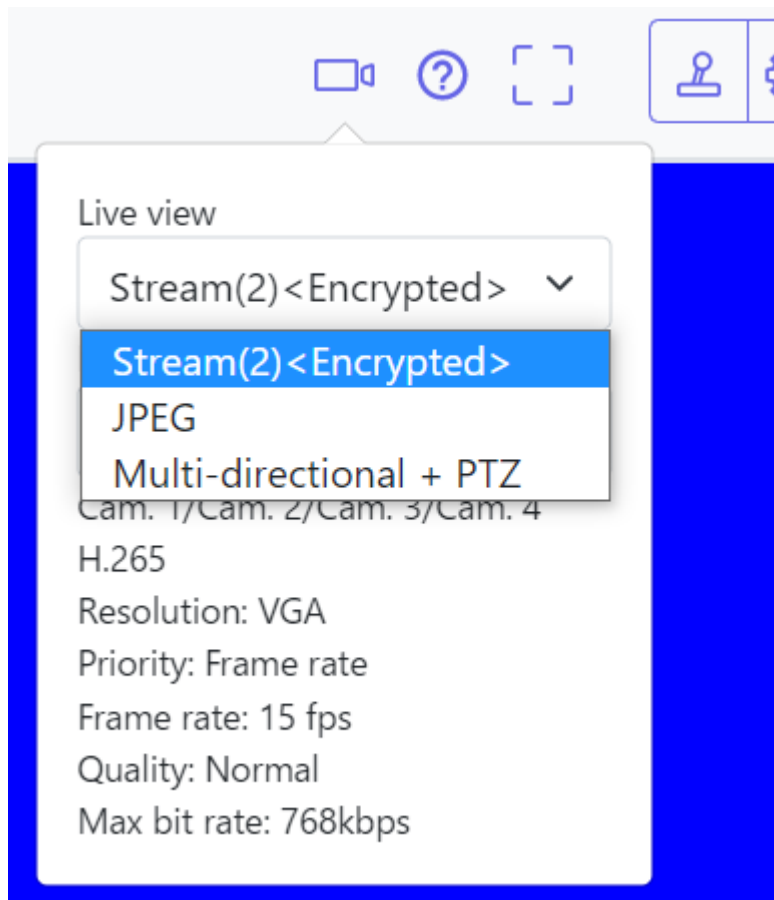 Live view
Stream(2)<Encrypted>
Stream(2)<Encrypted>
JPEG
Multi-directional + PTZ
Cam. 1/Cam. 2/Cam. 3/Cam. 4
H.265
Resolution: VGA
Priority: Frame rate
Frame rate: 15 fps
Quality: Normal
Max bit rate: 768kbps